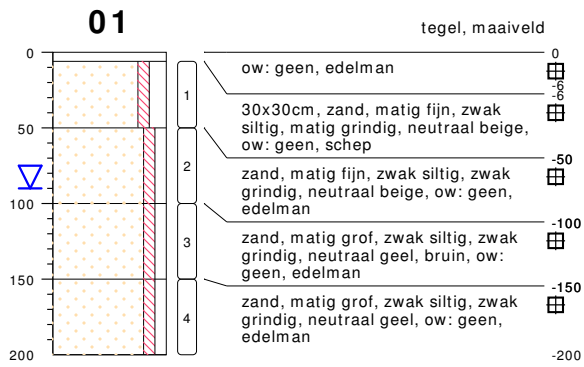 01
tegel, maaiveld
0
0
ow: geen, edelman
-6
-6
1
30x30cm, zand, matig fijn, zwak
siltig, matig grindig, neutraal beige,
ow: geen, schep
50
-50
2
zand, matig fijn, zwak siltig, zwak
grindig, neutraal beige, ow: geen,
edelman
100
-100
3
zand, matig grof, zwak siltig, zwak
grindig, neutraal geel, bruin, ow:
geen, edelman
150
-150
4
zand, matig grof, zwak siltig, zwak
grindig, neutraal geel, ow: geen,
edelman
200
-200